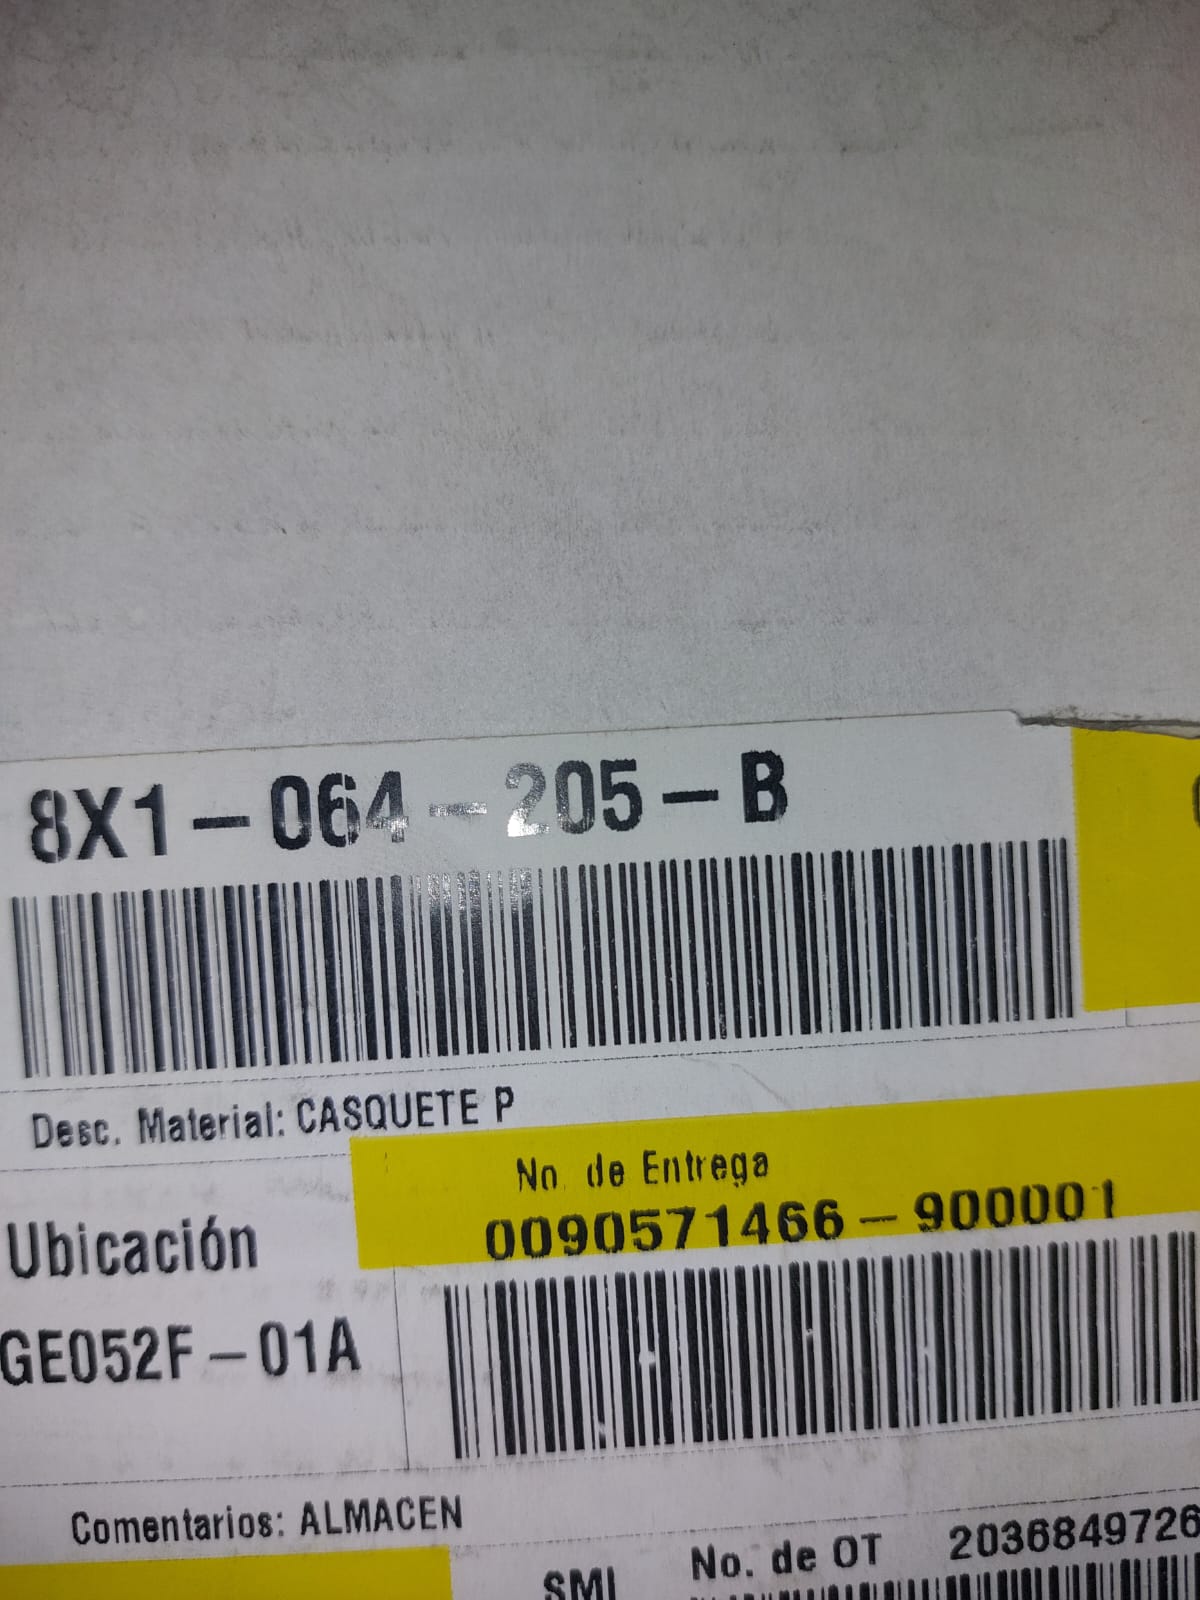 8X1-064-205-B
Desc. Material: CASQUETE P
No. de Entrega
0090571466-900001
Ubicación
GE052F-01A
Comentarios: ALMACEN
SMI
No. de OT 2036849726